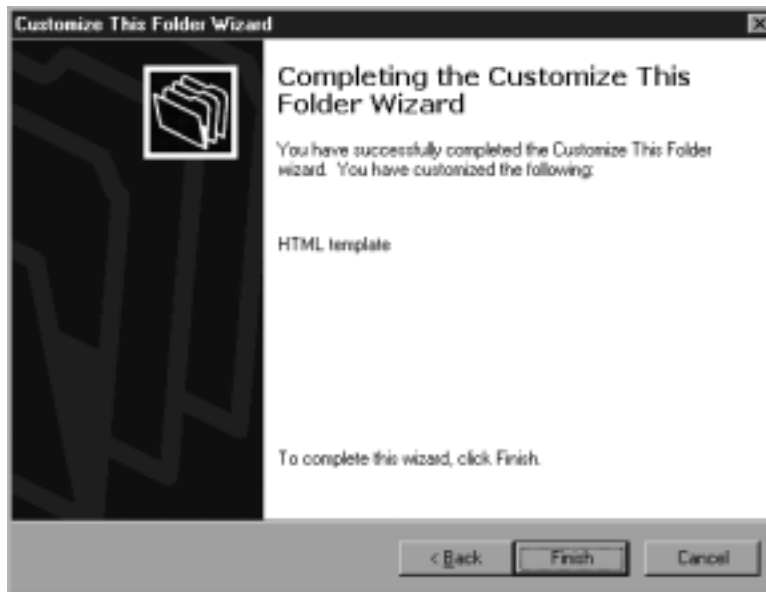 Customize This Folder Wizard
Completing the Customize This
Folder Wizard
You have successfully completed the Customize This Folder
wizard. You have customized the following:
HTML template
To complete this wizard, click Finish.
< Back
Finish
Cancel